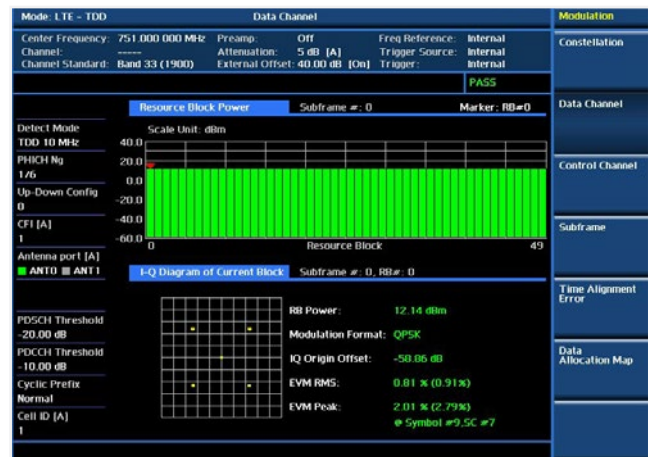 Mode: LTE - TDD Data Channel Modulation
Center Frequency: 751.000 000 MHz Preamp: Off Freq Reference: Internal
Channel: ----- Attenuation: 5 dB [A] Trigger Source: Internal
Channel Standard: Band 33 (1900) External Offset: 40.00 dB [On] Trigger: Internal
PASS
Constellation
Data Channel
Control Channel
Subframe
Time Alignment
Error
Data
Allocation Map
Resource Block Power Subframe #: 0 Marker: RB#0
Detect Mode
TDD 10 MHz
PHICH Ng
1/6
Up-Down Config
0
CFI [A]
1
Antenna port [A]
ANT0 ANT1
Scale Unit: dBm
40.0
20.0
0.0
-20.0
-40.0
-60.0
0 Resource Block 49
I-Q Diagram of Current Block Subframe #: 0, RB#: 0
PDSCH Threshold
-20.00 dB
PDCCH Threshold
-10.00 dB
Cyclic Prefix
Normal
Cell ID [A]
1
RB Power: 12.14 dBm
Modulation Format: QPSK
IQ Origin Offset: -50.86 dB
EVM RMS: 0.81 % (0.91%)
EVM Peak: 2.01 % (2.79%)
@ Symbol #9,SC #7